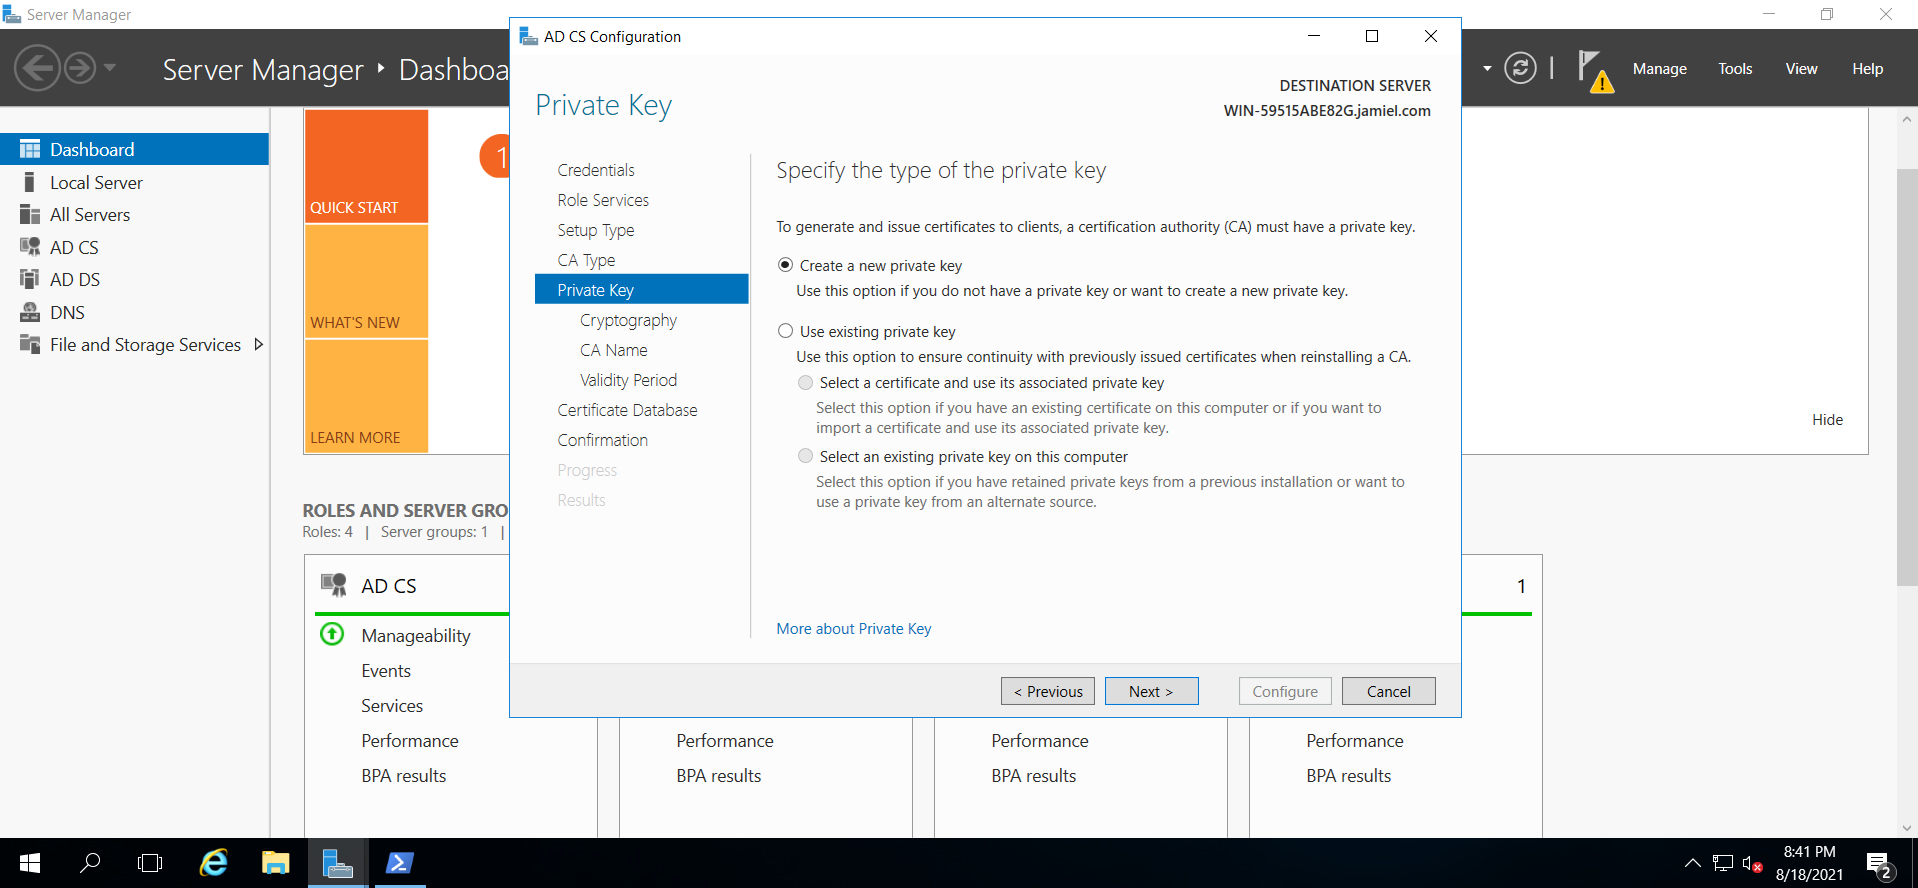 Server Manager
Server Manager ‣ Dashboa
Manage
Tools
View
Help
Dashboard
Local Server
All Servers
AD CS
AD DS
DNS
File and Storage Services
QUICK START
1
WHAT'S NEW
LEARN MORE
Hide
ROLES AND SERVER GRO
Roles: 4 | Server groups: 1 |
AD CS
Manageability
Events
Services
Performance
BPA results
Performance
BPA results
Performance
BPA results
1
Performance
BPA results
AD CS Configuration
Private Key
DESTINATION SERVER
WIN-59515ABE82G.jamiel.com
Credentials
Role Services
Setup Type
CA Type
Private Key
Cryptography
CA Name
Validity Period
Certificate Database
Confirmation
Progress
Results
Specify the type of the private key
To generate and issue certificates to clients, a certification authority (CA) must have a private key.
Create a new private key
Use this option if you do not have a private key or want to create a new private key.
Use existing private key
Use this option to ensure continuity with previously issued certificates when reinstalling a CA.
Select a certificate and use its associated private key
Select this option if you have an existing certificate on this computer or if you want to
import a certificate and use its associated private key.
Select an existing private key on this computer
Select this option if you have retained private keys from a previous installation or want to
use a private key from an alternate source.
More about Private Key
< Previous
Next >
Configure
Cancel
8:41 PM
8/18/2021
2